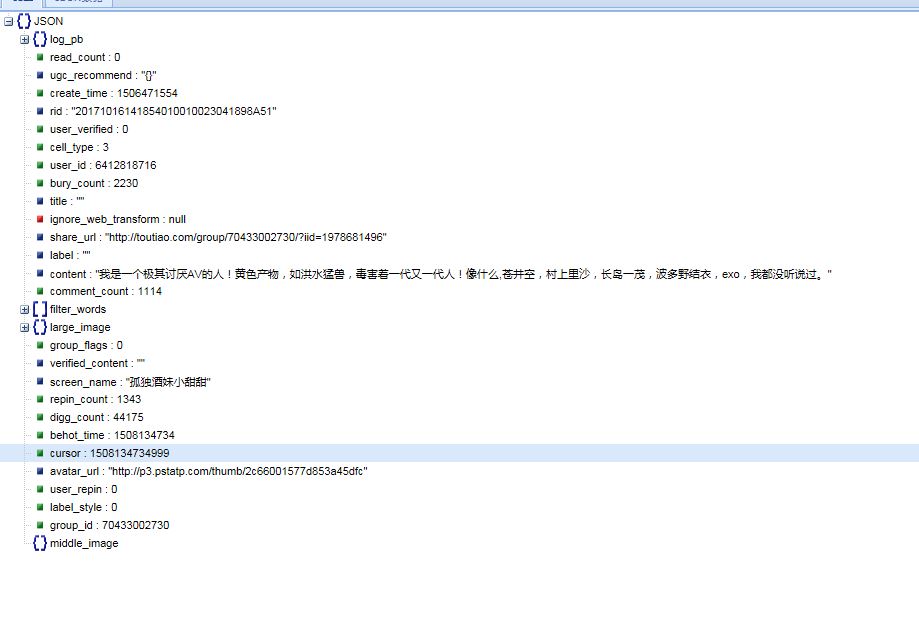 JSON
log_pb
read_count : 0
ugc_recommend : "{}"
create_time : 1506471554
rid : "20171016141854010010023041898A51"
user_verified : 0
cell_type : 3
user_id : 6412818716
bury_count : 2230
title : ""
ignore_web_transform : null
share_url : "http://toutiao.com/group/70433002730/?iid=1978681496"
label : ""
content : "我是一个极其讨厌AV的人！黄色产物，如洪水猛兽，毒害着一代又一代人！像什么,苍井空，村上里沙，长岛一茂，波多野结衣，exo，我都没听说过。"
comment_count : 1114
filter_words
large_image
group_flags : 0
verified_content : ""
screen_name : "孤独酒妹小甜甜"
repin_count : 1343
digg_count : 44175
behot_time : 1508134734
cursor : 1508134734999
avatar_url : "http://p3.pstatp.com/thumb/2c66001577d853a45dfc"
user_repin : 0
label_style : 0
group_id : 70433002730
middle_image